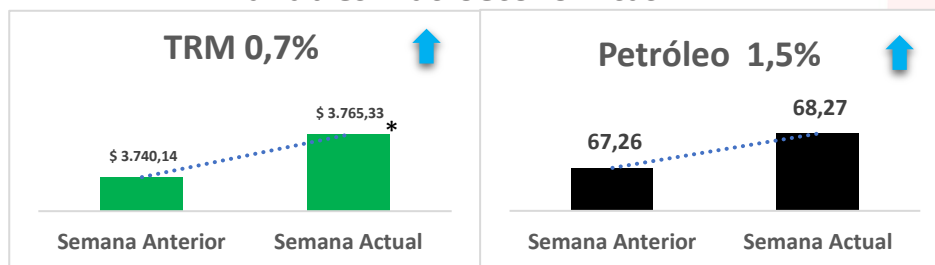 TRM 0,7%
$ 3.740,14
$ 3.765,33
*
Semana Anterior
Semana Actual
Petróleo 1,5%
67,26
68,27
Semana Anterior
Semana Actual